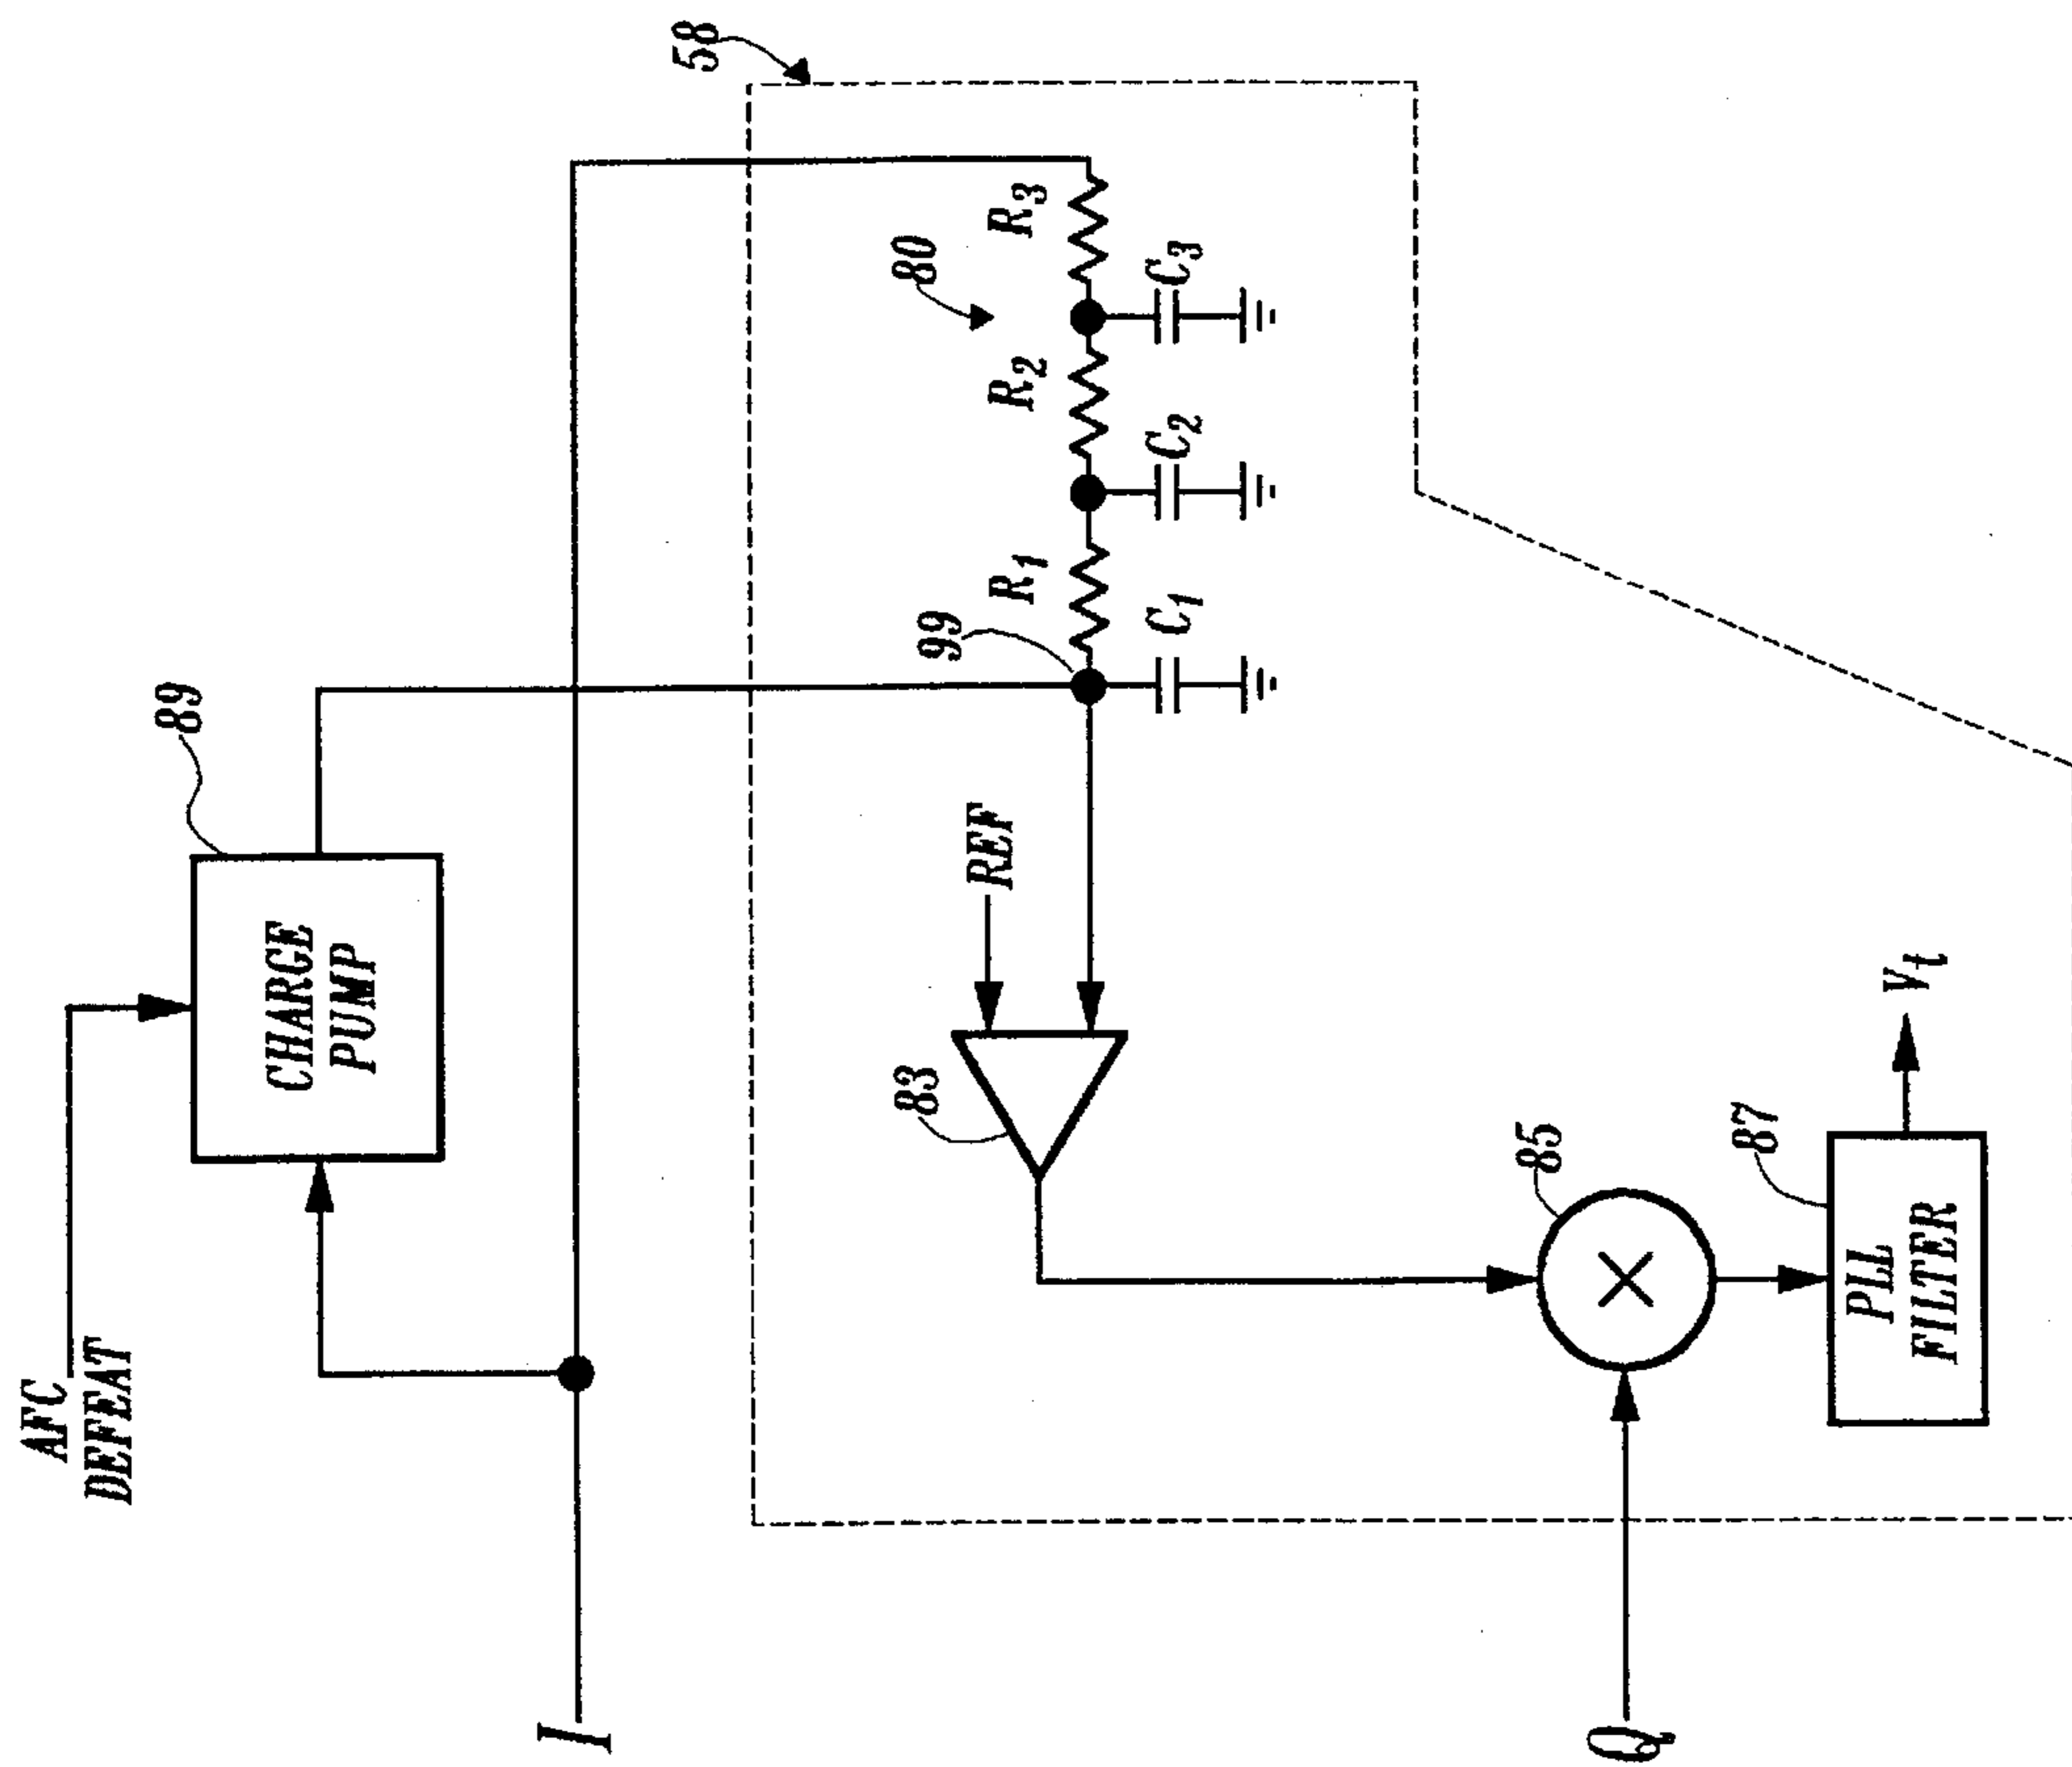 AFC
DEFEAT
89
CHARGE
PUMP
I
58
80
99
R1
R2
R3
C1
C2
C3
REF
83
85
Q
87
PLL
FILTER
Vt